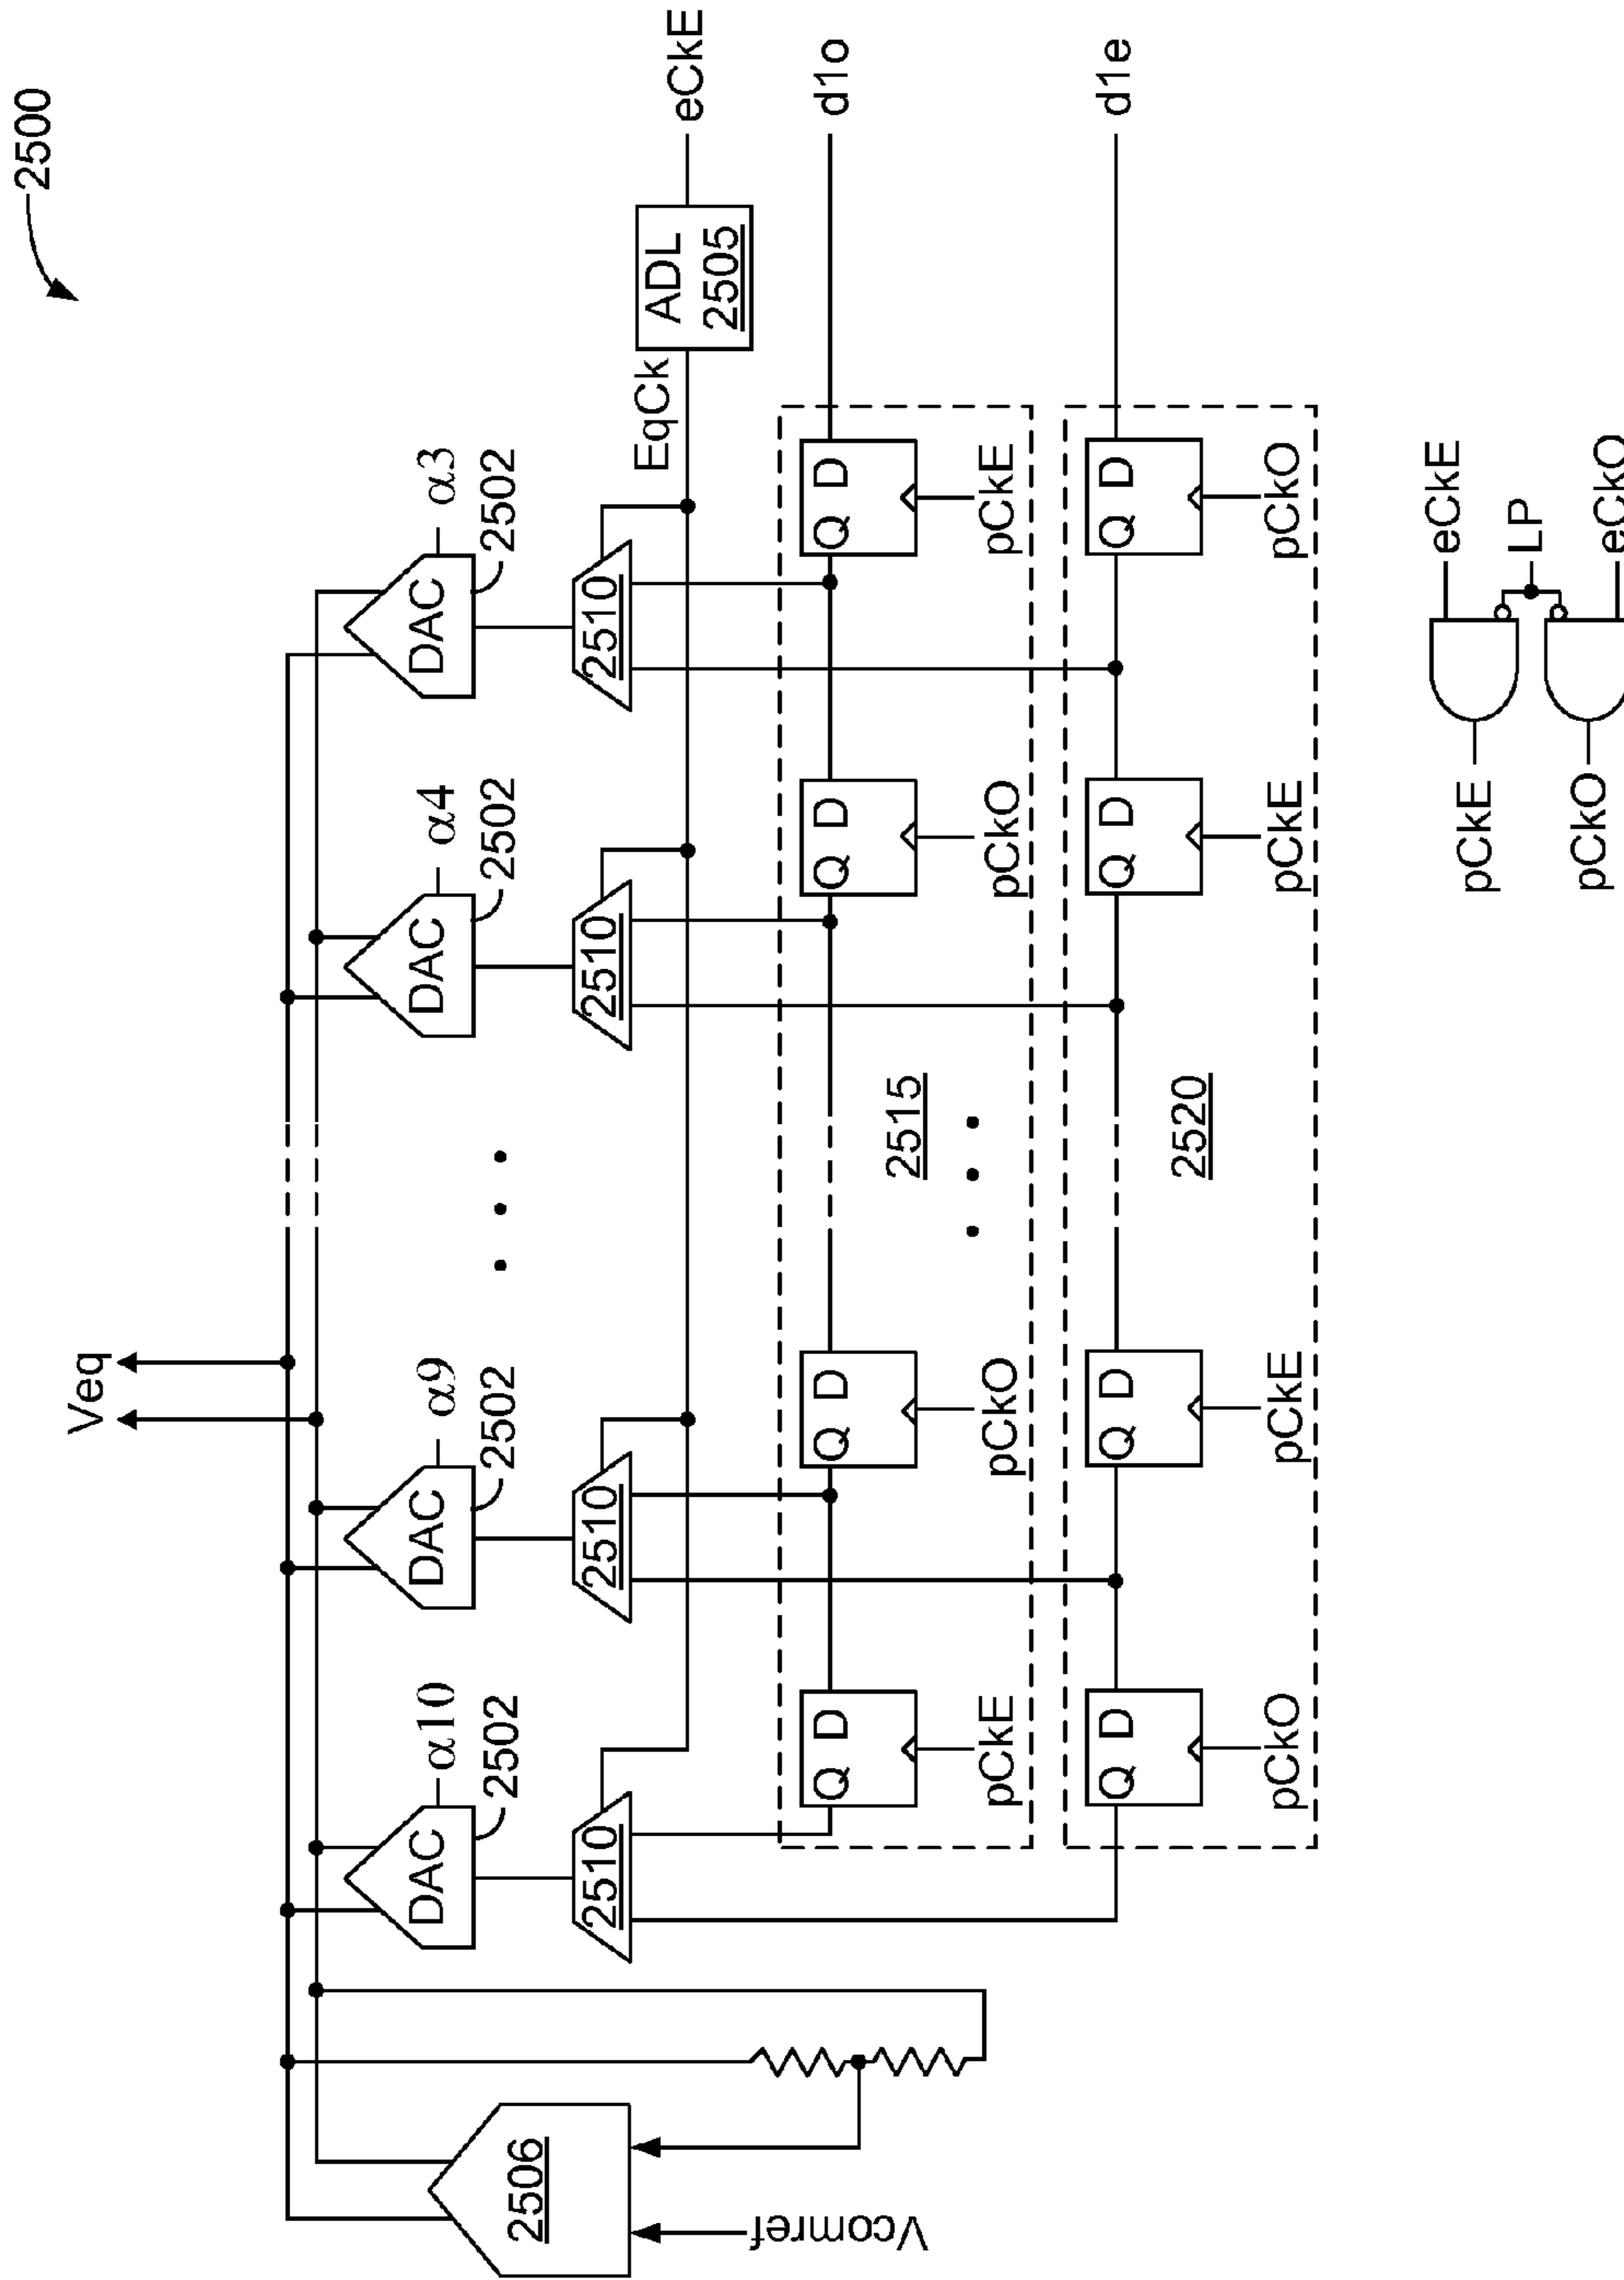 2500
Veq
2506
Vcomref
DAC
α10
2502
DAC
α9
2502
DAC
α4
2502
DAC
α3
2502
2510
2510
2510
2510
EqCk
ADL
2505
eCkE
Q D
pCkE
Q D
pCkO
2515
Q D
pCkO
Q D
pCkE
d1o
Q D
pCkO
Q D
pCkE
2520
Q D
pCkE
Q D
pCkO
d1e
pCkE
eCkE
LP
pCkO
eCkO